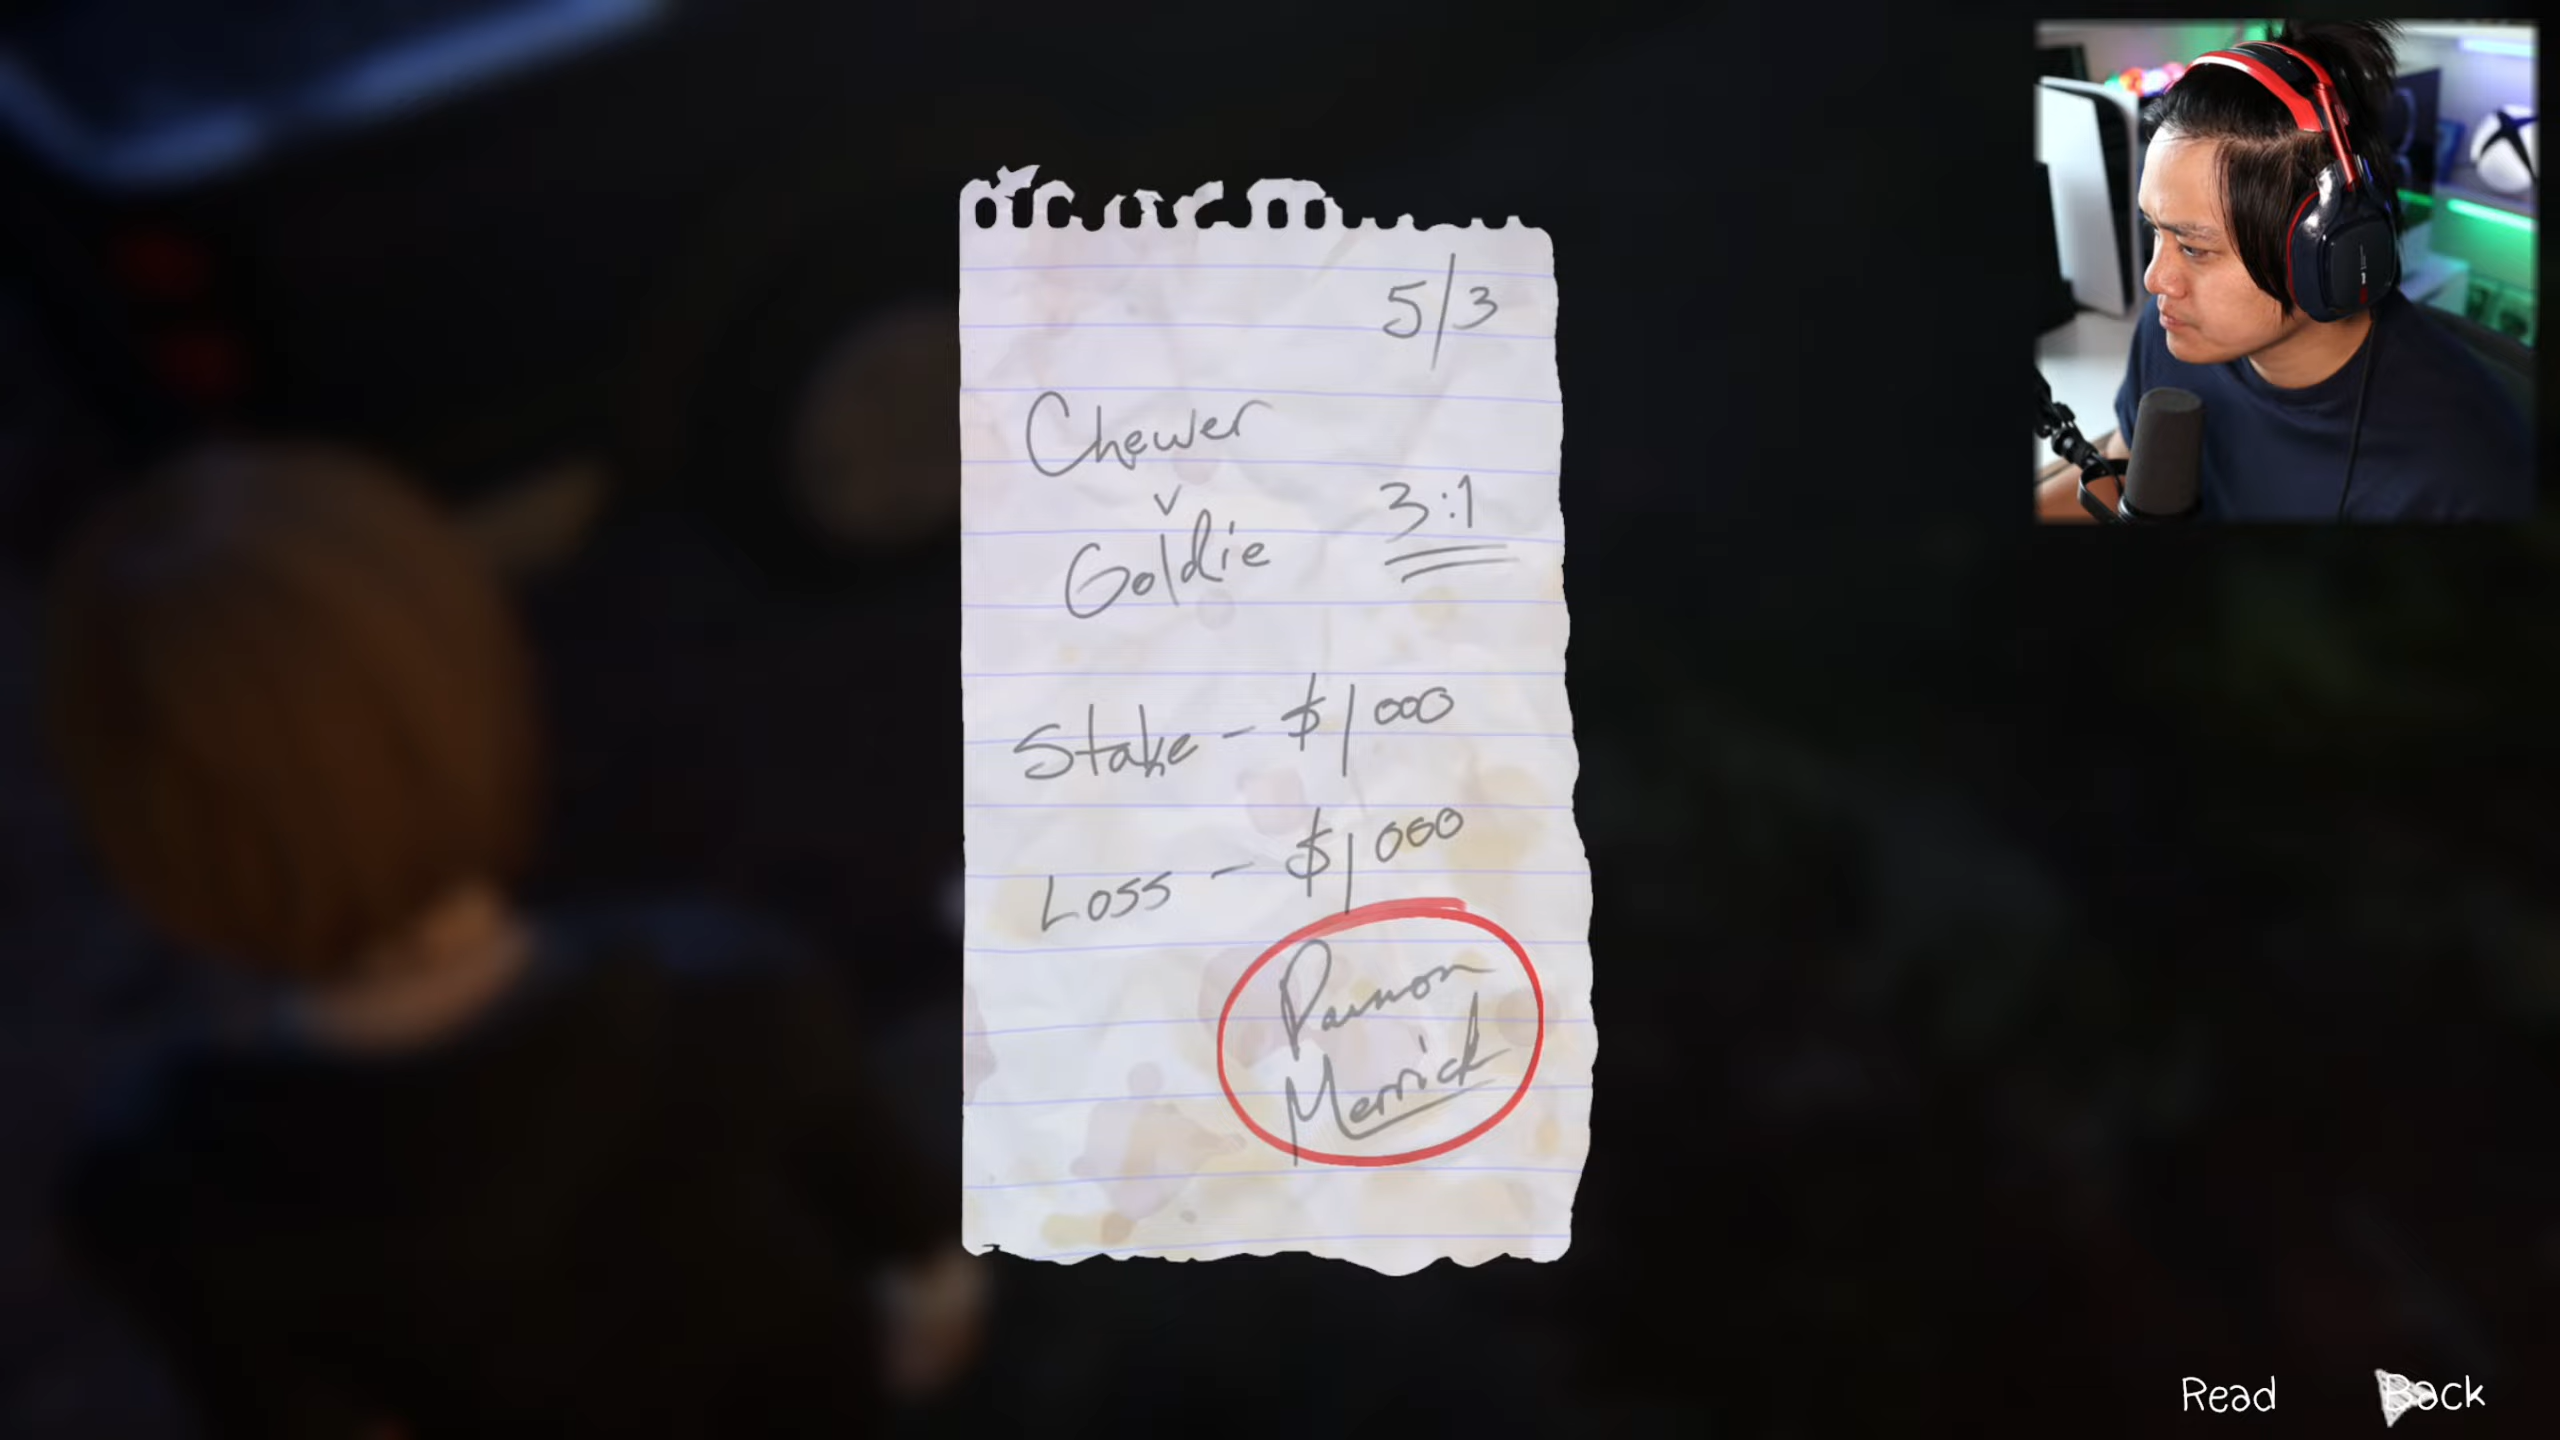 5/3
Chewer
v
Goldie 3:1
Stake - $1000
Loss - $1000
Damon
Merrick
Read Back